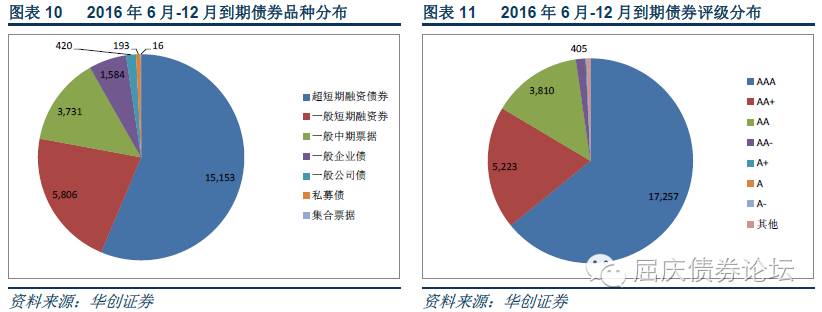 图表 10 2016 年 6 月-12 月到期债券品种分布
420
193
16
1,584
3,731
5,806
15,153
超短期融资债券
一般短期融资券
一般中期票据
一般企业债
一般公司债
私募债
集合票据
资料来源：华创证券
图表 11 2016 年 6 月-12 月到期债券评级分布
405
3,810
5,223
17,257
AAA
AA+
AA
AA-
A+
A
A-
其他
屈庆债券论坛
资料来源：华创证券